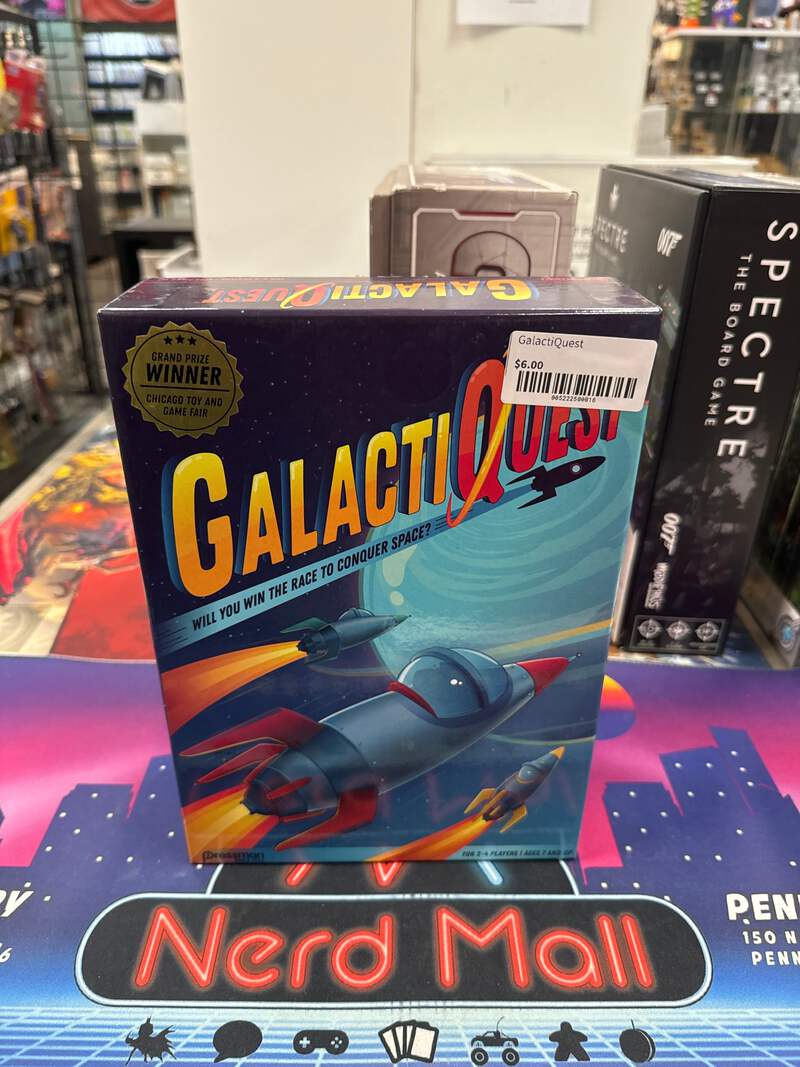 GALACTIQUEST
GRAND PRIZE
WINNER
CHICAGO TOY AND
GAME FAIR
GalactiQuest
$6.00
GALACTIQUEST
WILL YOU WIN THE RACE TO CONQUER SPACE?
Pressman
FOR 2-4 PLAYERS | AGES 7 AND UP
SPECTRE
007
SPECTRE
THE BOARD GAME
007
Nerd Mall
PEN
150 N
PENN